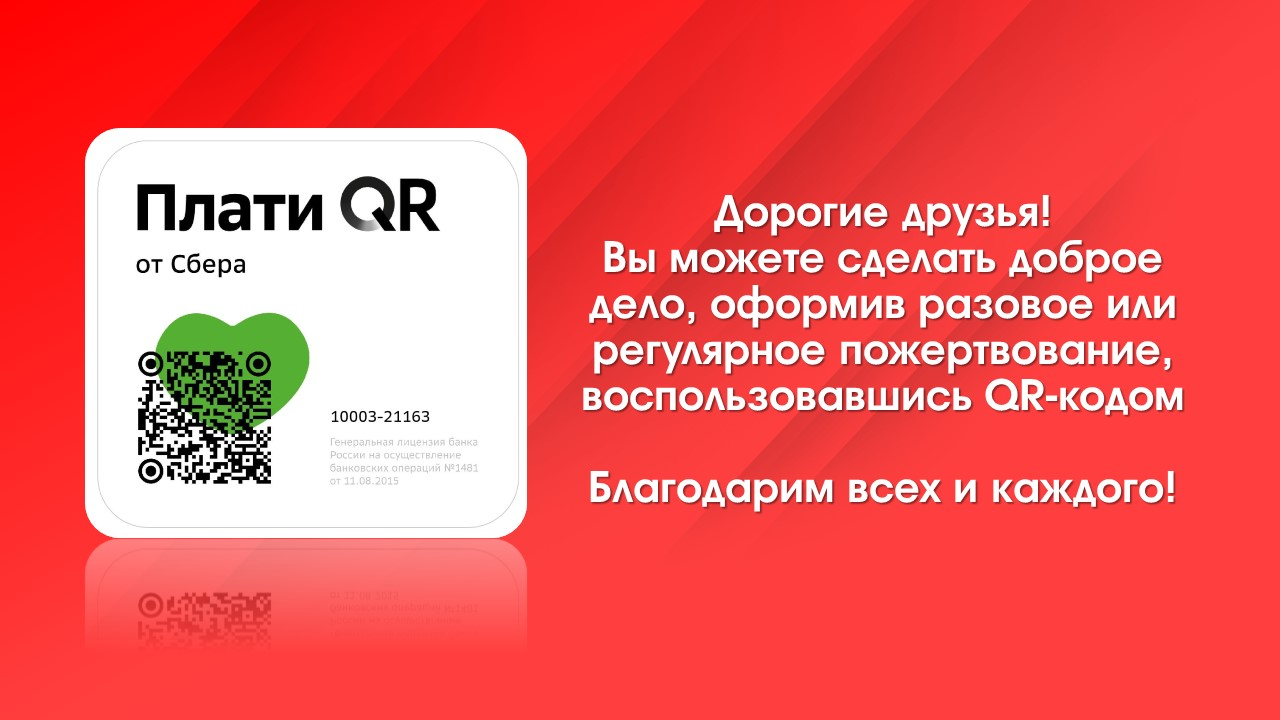 Плати QR
от Сбера
10003-21163
Генеральная лицензия банка
России на осуществление
банковских операций №1481
от 11.08.2015
Дорогие друзья!
Вы можете сделать доброе
дело, оформив разовое или
регулярное пожертвование,
воспользовавшись QR-кодом
Благодарим всех и каждого!